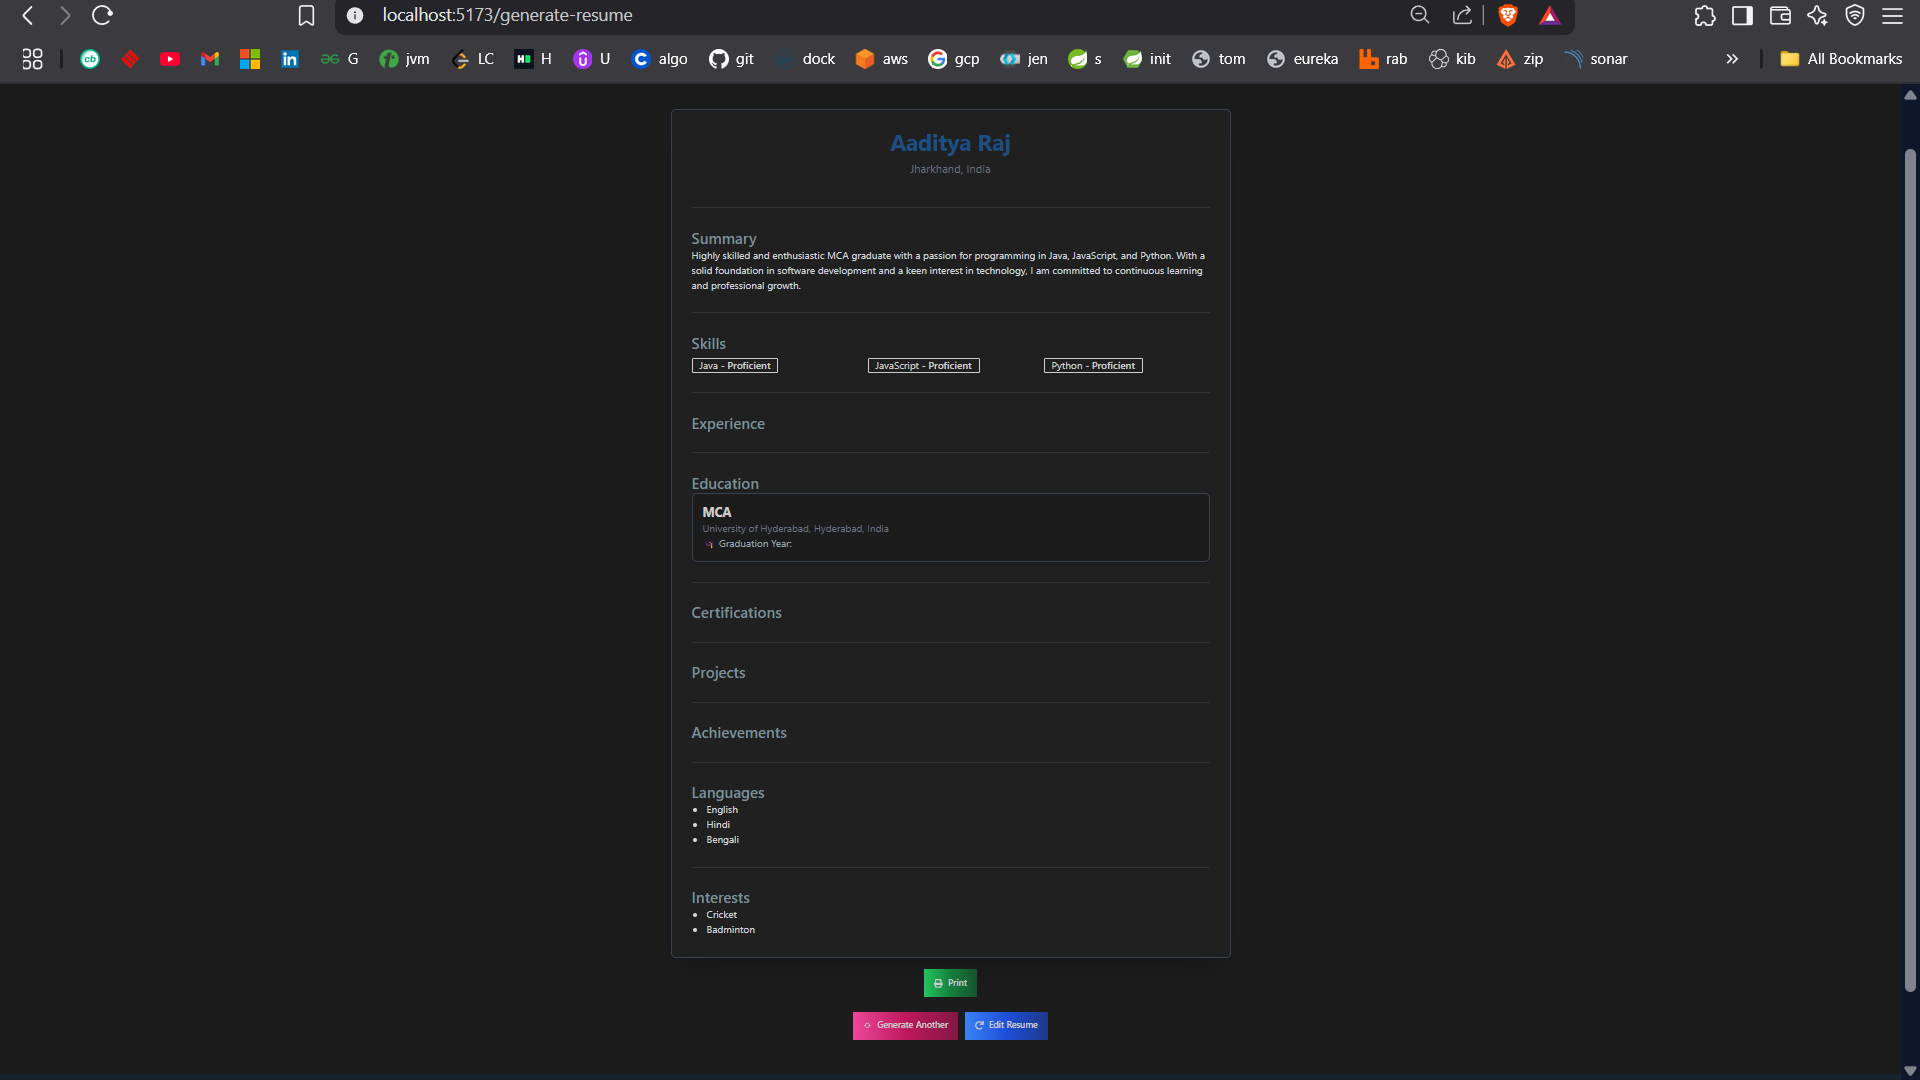 localhost:5173/generate-resume
cb G jvm LC H U algo git dock aws gcp jen s init tom eureka rab kib zip sonar » All Bookmarks
Aaditya Raj
Jharkhand, India
Summary
Highly skilled and enthusiastic MCA graduate with a passion for programming in Java, JavaScript, and Python. With a
solid foundation in software development and a keen interest in technology, I am committed to continuous learning
and professional growth.
Skills
Java - Proficient JavaScript - Proficient Python - Proficient
Experience
Education
MCA
University of Hyderabad, Hyderabad, India
Graduation Year:
Certifications
Projects
Achievements
Languages
• English
• Hindi
• Bengali
Interests
• Cricket
• Badminton
Print
Generate Another Edit Resume